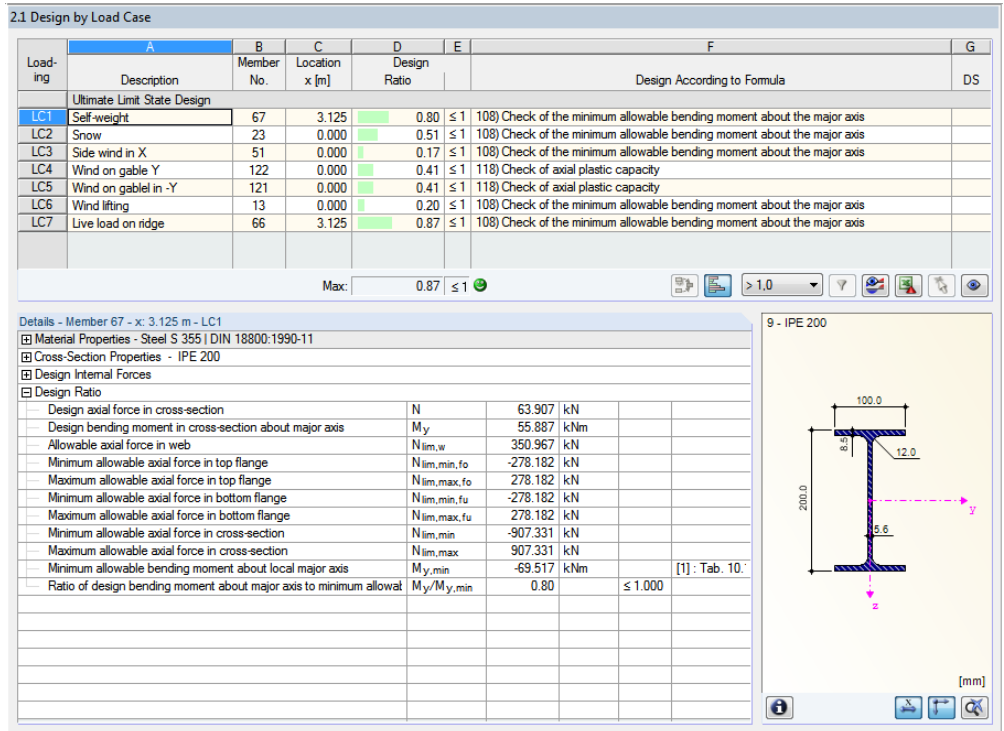 2.1 Design by Load Case
A B C D E F G
Load- Member Location Design
ing Description No. x [m] Ratio Design According to Formula DS
Ultimate Limit State Design
LC1 Self-weight 67 3.125 0.80 ≤ 1 108) Check of the minimum allowable bending moment about the major axis
LC2 Snow 23 0.000 0.51 ≤ 1 108) Check of the minimum allowable bending moment about the major axis
LC3 Side wind in X 51 0.000 0.17 ≤ 1 108) Check of the minimum allowable bending moment about the major axis
LC4 Wind on gable Y 122 0.000 0.41 ≤ 1 118) Check of axial plastic capacity
LC5 Wind on gablel in -Y 121 0.000 0.41 ≤ 1 118) Check of axial plastic capacity
LC6 Wind lifting 13 0.000 0.20 ≤ 1 108) Check of the minimum allowable bending moment about the major axis
LC7 Live load on ridge 66 3.125 0.87 ≤ 1 108) Check of the minimum allowable bending moment about the major axis
Max: 0.87 ≤ 1
> 1,0
Details - Member 67 - x: 3.125 m - LC1
Material Properties - Steel S 355 | DIN 18800:1990-11
Cross-Section Properties - IPE 200
Design Internal Forces
Design Ratio
Design axial force in cross-section N 63.907 kN
Design bending moment in cross-section about major axis My 55.887 kNm
Allowable axial force in web Nlim,w 350.967 kN
Minimum allowable axial force in top flange Nlim,min,fo -278.182 kN
Maximum allowable axial force in top flange Nlim,max,fo 278.182 kN
Minimum allowable axial force in bottom flange Nlim,min,fu -278.182 kN
Maximum allowable axial force in bottom flange Nlim,max,fu 278.182 kN
Minimum allowable axial force in cross-section Nlim,min -907.331 kN
Maximum allowable axial force in cross-section Nlim,max 907.331 kN
Minimum allowable bending moment about local major axis My,min -69.517 kNm [1] : Tab. 10.
Ratio of design bending moment about major axis to minimum allowal My/My,min 0.80 ≤ 1.000
9 - IPE 200
100.0
8.5
12.0
200.0
y
5.6
z
[mm]